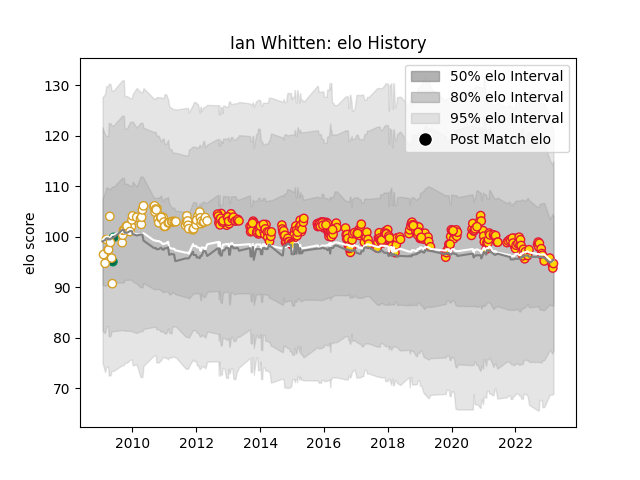 Ian Whitten: elo History
50% elo Interval
80% elo Interval
95% elo Interval
Post Match elo
elo score
130
120
110
100
90
80
70
2010 2012 2014 2016 2018 2020 2022